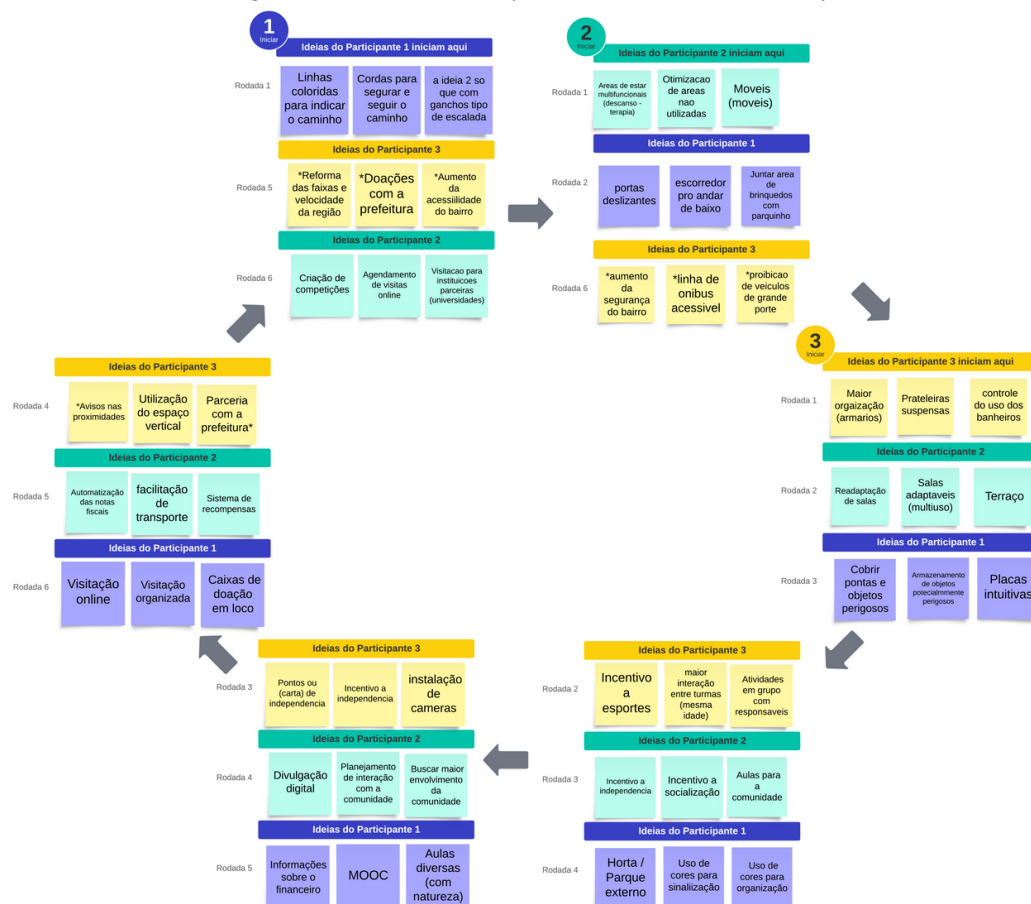 1
Iniciar
Ideias do Participante 1 iniciam aqui
Rodada 1
Linhas
coloridas
para indicar
o caminho
Cordas para
segurar e
seguir o
caminho
a ideia 2 so
que com
ganchos tipo
de escalada
Ideias do Participante 3
Rodada 5
*Reforma
das faixas e
velocidade
da região
*Doações
com a
prefeitura
*Aumento
da
acessiilidade
do bairro
Ideias do Participante 2
Rodada 6
Criação de
competições
Agendamento
de visitas
online
Visitacao para
instituicoes
parceiras
(universidades)
2
Iniciar
Ideias do Participante 2 iniciam aqui
Rodada 1
Areas de estar
multifuncionais
(descanso -
terapia)
Otimizacao
de areas
nao
utilizadas
Moveis
(moveis)
Ideias do Participante 1
Rodada 2
portas
deslizantes
escorredor
pro andar
de baixo
Juntar area
de
brinquedos
com
parquinho
Ideias do Participante 3
Rodada 6
*aumento
da
segurança
do bairro
*linha de
onibus
acessivel
*proibicao
de veiculos
de grande
porte
3
Iniciar
Ideias do Participante 3 iniciam aqui
Rodada 1
Maior
orgaização
(armarios)
Prateleiras
suspensas
controle
do uso dos
banheiros
Ideias do Participante 2
Rodada 2
Readaptação
de salas
Salas
adaptaveis
(multiuso)
Terraço
Ideias do Participante 1
Rodada 3
Cobrir
pontas e
objetos
perigosos
Armazenamento
de objetos
potecialmmente
perigosos
Placas
intuitivas
Ideias do Participante 3
Rodada 2
Incentivo
a
esportes
maior
interação
entre turmas
(mesma
idade)
Atividades
em grupo
com
responsaveis
Ideias do Participante 2
Rodada 3
Incentivo a
independencia
Incentivo a
socialização
Aulas para
a
comunidade
Ideias do Participante 1
Rodada 4
Horta /
Parque
externo
Uso de
cores para
sinaliização
Uso de
cores para
organização
Ideias do Participante 3
Rodada 3
Pontos ou
(carta) de
independencia
Incentivo a
independencia
instalação
de
cameras
Ideias do Participante 2
Rodada 4
Divulgação
digital
Planejamento
de interação
com a
comunidade
Buscar maior
envolvimento
da
comunidade
Ideias do Participante 1
Rodada 5
Informações
sobre o
financeiro
MOOC
Aulas
diversas
(com
natureza)
Ideias do Participante 3
Rodada 4
*Avisos nas
proximidades
Utilização
do espaço
vertical
Parceria
com a
prefeitura*
Ideias do Participante 2
Rodada 5
Automatização
das notas
fiscais
facilitação
de
transporte
Sistema de
recompensas
Ideias do Participante 1
Rodada 6
Visitação
online
Visitação
organizada
Caixas de
doação
em loco